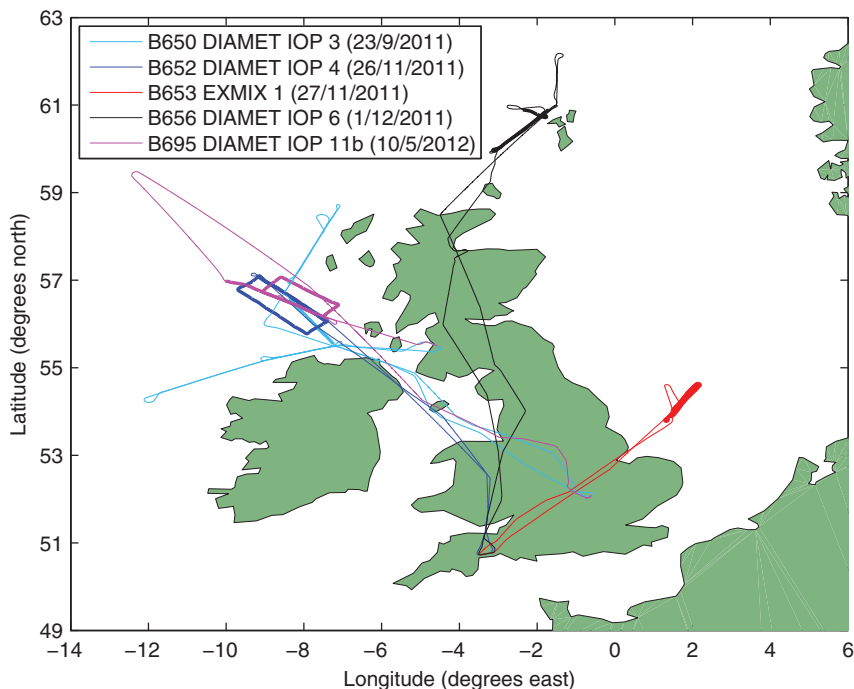 B650 DIAMET IOP 3 (23/9/2011)
B652 DIAMET IOP 4 (26/11/2011)
B653 EXMIX 1 (27/11/2011)
B656 DIAMET IOP 6 (1/12/2011)
B695 DIAMET IOP 11b (10/5/2012)
Latitude (degrees north)
63
61
59
57
55
53
51
49
−14 −12 −10 −8 −6 −4 −2 0 2 4 6
Longitude (degrees east)